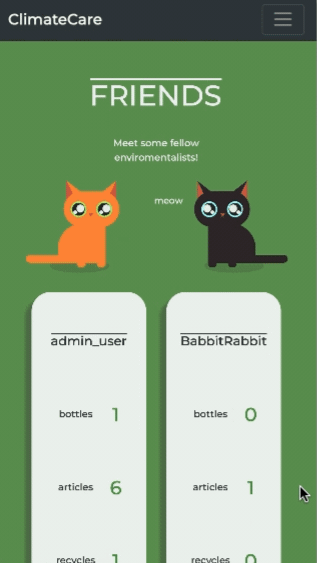 ClimateCare
FRIENDS
Meet some fellow
enviromentalists!
meow
admin_user
BabbitRabbit
bottles 1
bottles 0
articles 6
articles 1
recycles 1
recycles 0